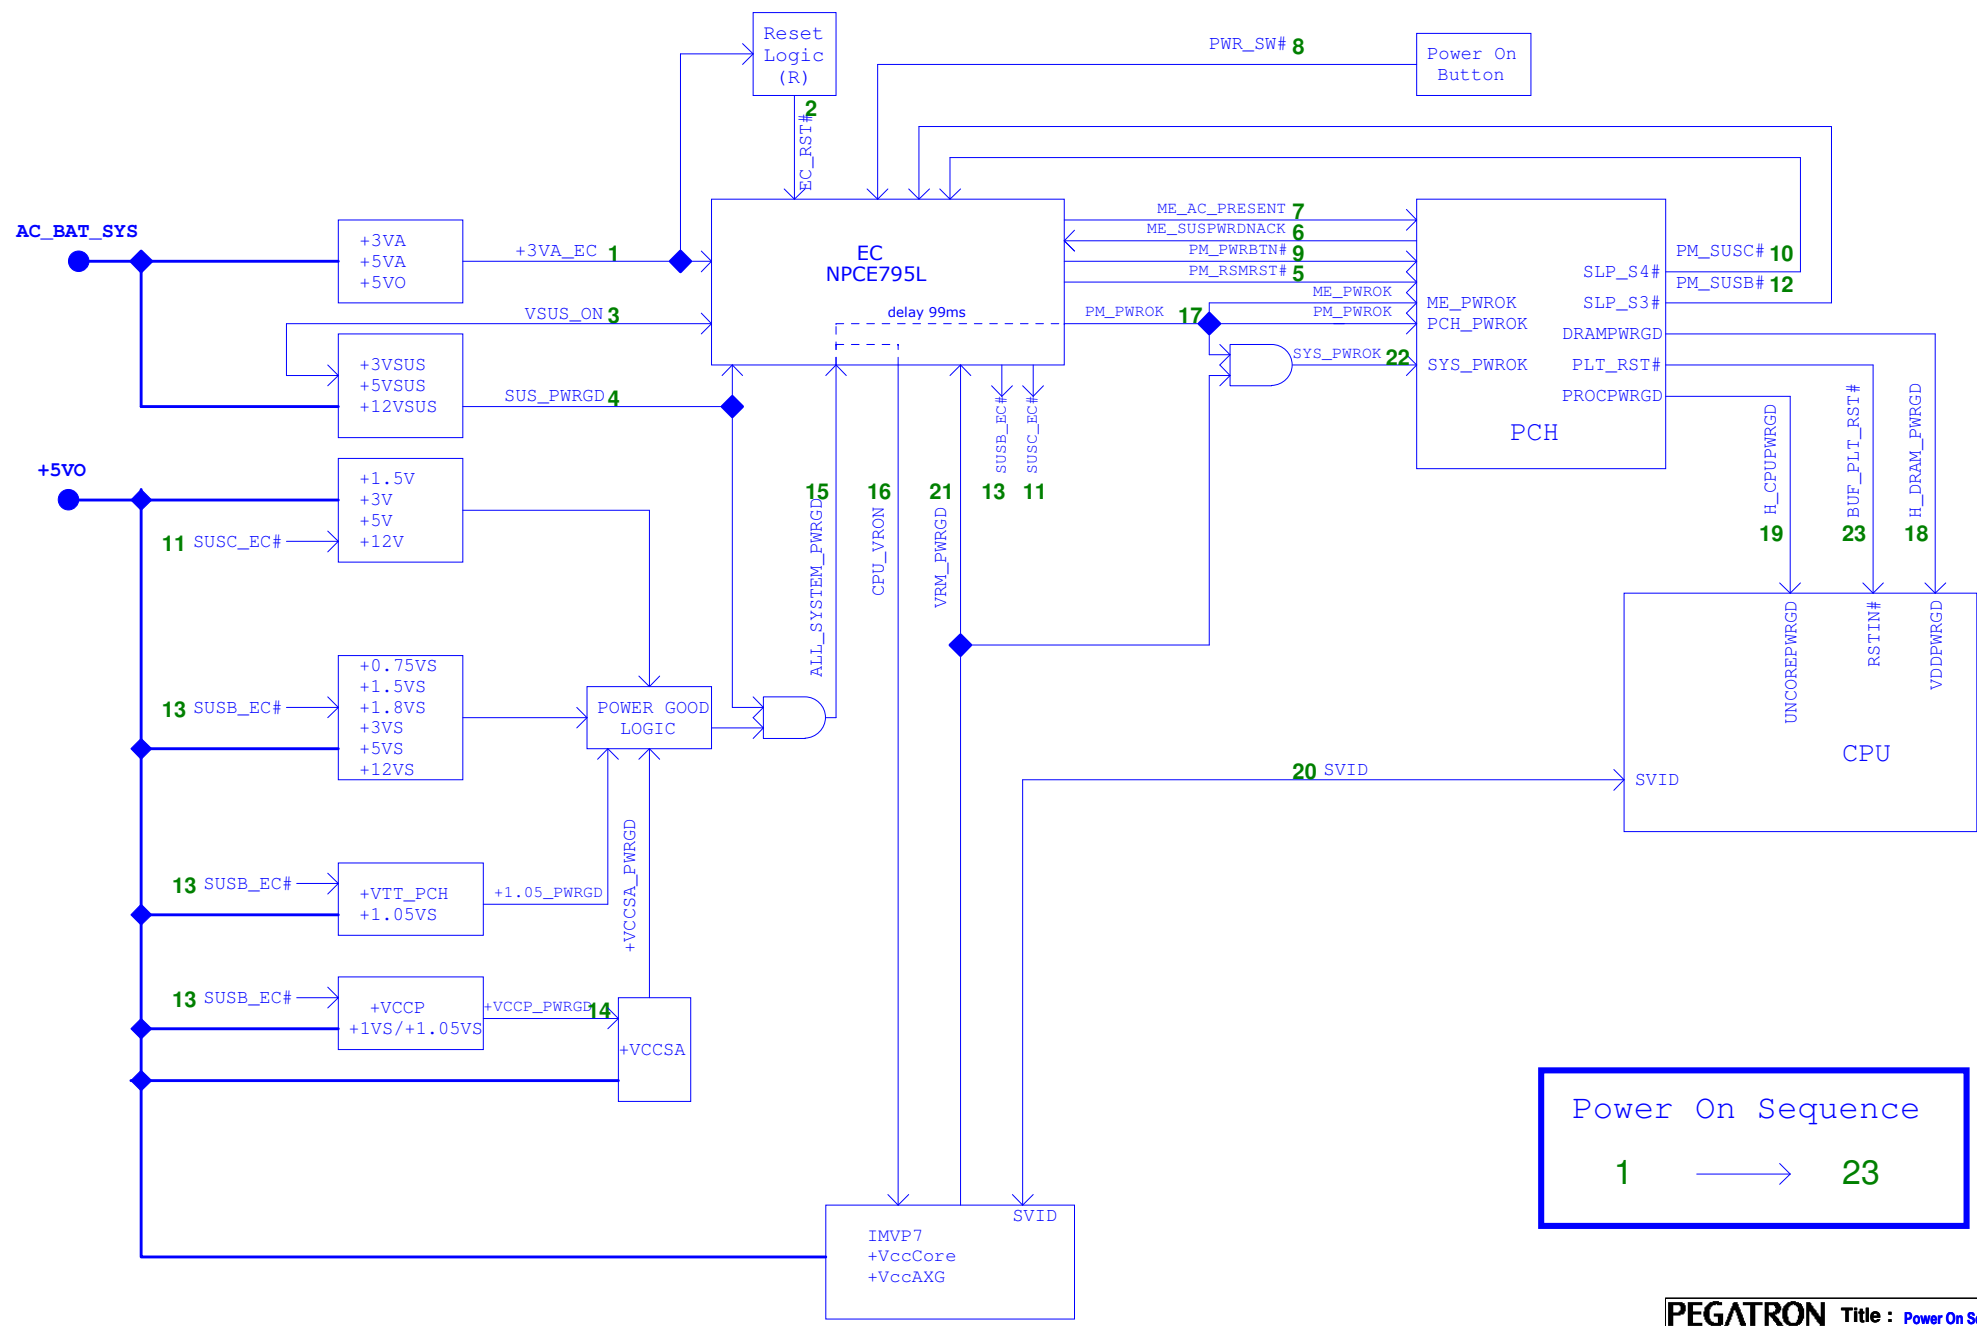 Reset
Logic
(R)
2
EC_RST#
PWR_SW# 8
Power On
Button
AC_BAT_SYS
+3VA
+5VA
+5VO
+3VA_EC 1
VSUS_ON 3
+3VSUS
+5VSUS
+12VSUS
SUS_PWRGD 4
EC
NPCE795L
delay 99ms
ME_AC_PRESENT 7
ME_SUSPWRDNACK 6
PM_PWRBTN# 9
PM_RSMRST# 5
ME_PWROK
PM_PWROK 17
PM_PWROK
SYS_PWROK 22
ME_PWROK
PCH_PWROK
SYS_PWROK
SLP_S4#
SLP_S3#
DRAMPWRGD
PLT_RST#
PROCPWRGD
PCH
PM_SUSC# 10
PM_SUSB# 12
+5VO
+1.5V
+3V
+5V
+12V
11 SUSC_EC#
15
ALL_SYSTEM_PWRGD
16
CPU_VRON
21
VRM_PWRGD
SUSB_EC#
13
SUSC_EC#
11
H_CPUPWRGD
19
BUF_PLT_RST#
23
H_DRAM_PWRGD
18
UNCOREPWRGD
RSTIN#
VDDPWRGD
CPU
SVID
20 SVID
13 SUSB_EC#
+0.75VS
+1.5VS
+1.8VS
+3VS
+5VS
+12VS
POWER GOOD
LOGIC
13 SUSB_EC#
+VTT_PCH
+1.05VS
+1.05_PWRGD
+VCCSA_PWRGD
13 SUSB_EC#
+VCCP
+1VS/+1.05VS
+VCCP_PWRGD 14
+VCCSA
SVID
IMVP7
+VccCore
+VccAXG
Power On Sequence
1 23
PEGATRON Title : Power On Se